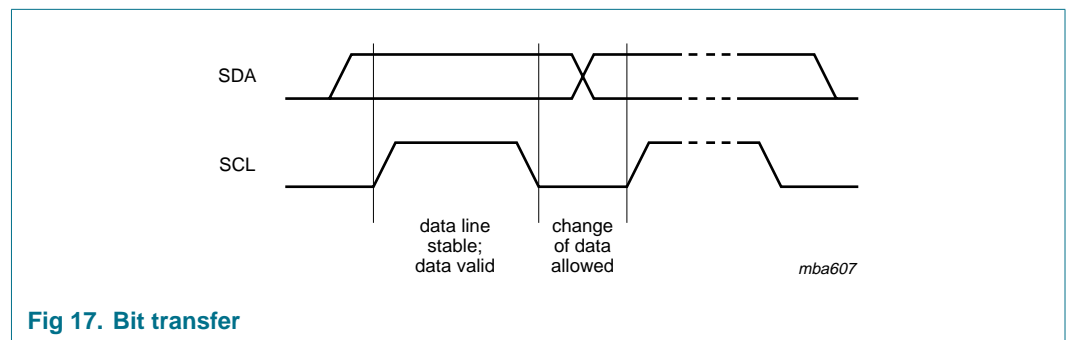 SDA
SCL
data line
stable;
data valid
change
of data
allowed
mba607
Fig 17. Bit transfer